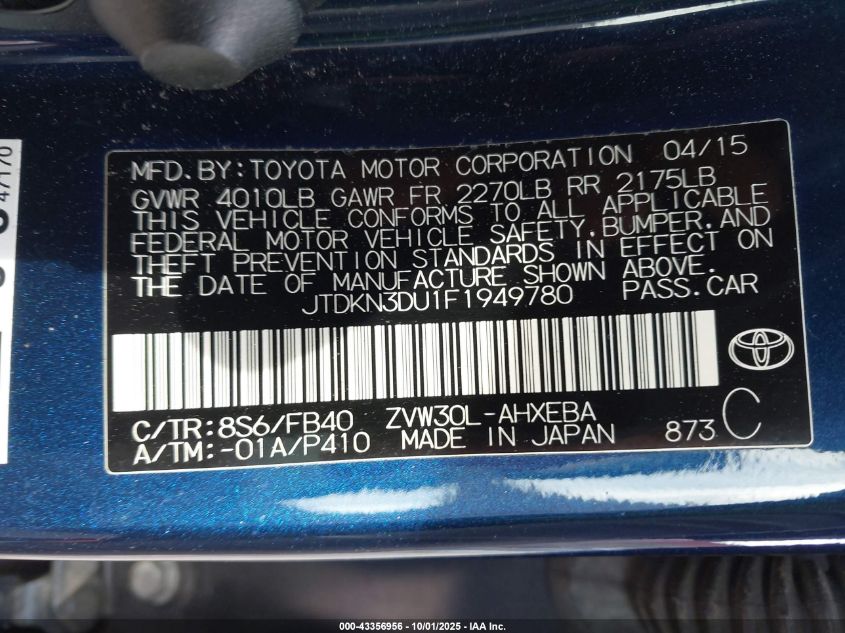 MFD.BY:TOYOTA MOTOR CORPORATION 04/15
GVWR 4010LB GAWR FR 2270LB RR 2175LB
THIS VEHICLE CONFORMS TO ALL APPLICABLE
FEDERAL MOTOR VEHICLE SAFETY,BUMPER,AND
THEFT PREVENTION STANDARDS IN EFFECT ON
THE DATE OF MANUFACTURE SHOWN ABOVE.
JTDKN3DU1F1949780 PASS.CAR
C/TR:8S6/FB40 ZVW30L-AHXEBA
A/TM:-01A/P410 MADE IN JAPAN 873 C
47170
000-43356956 - 10/01/2025 - IAA Inc.